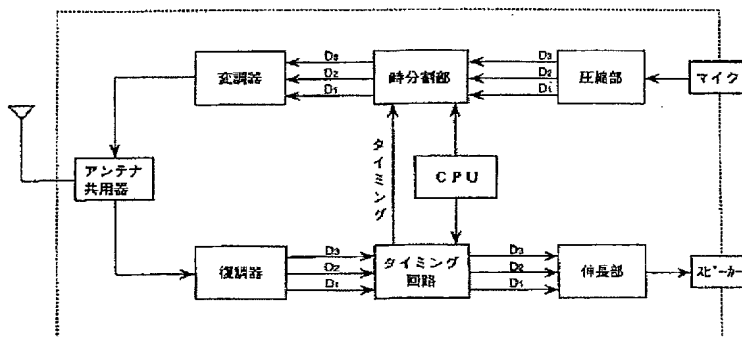 D3
D3
変調器
D2
時分割部
D2
圧縮部
マイク
D1
D1
アンテナ
共用器
タイミング
CPU
D3
D3
復調器
D2
タイミング
回路
D2
伸長部
スピーカー
D1
D1